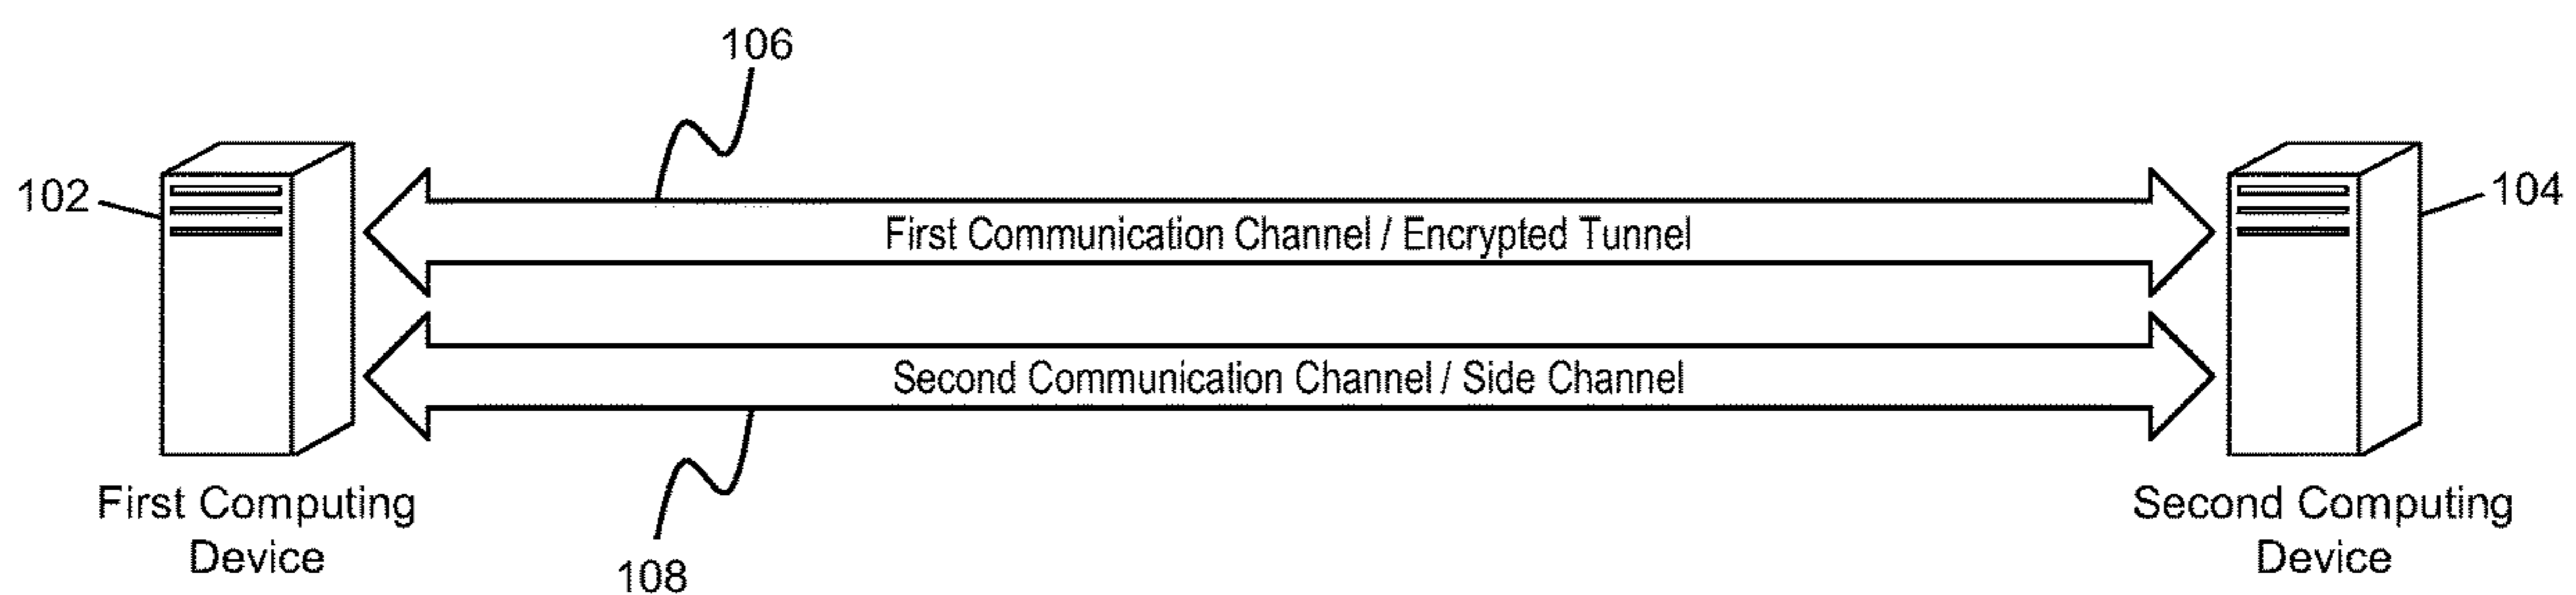 106
102
104
First Communication Channel / Encrypted Tunnel
Second Communication Channel / Side Channel
First Computing
Device
Second Computing
Device
108